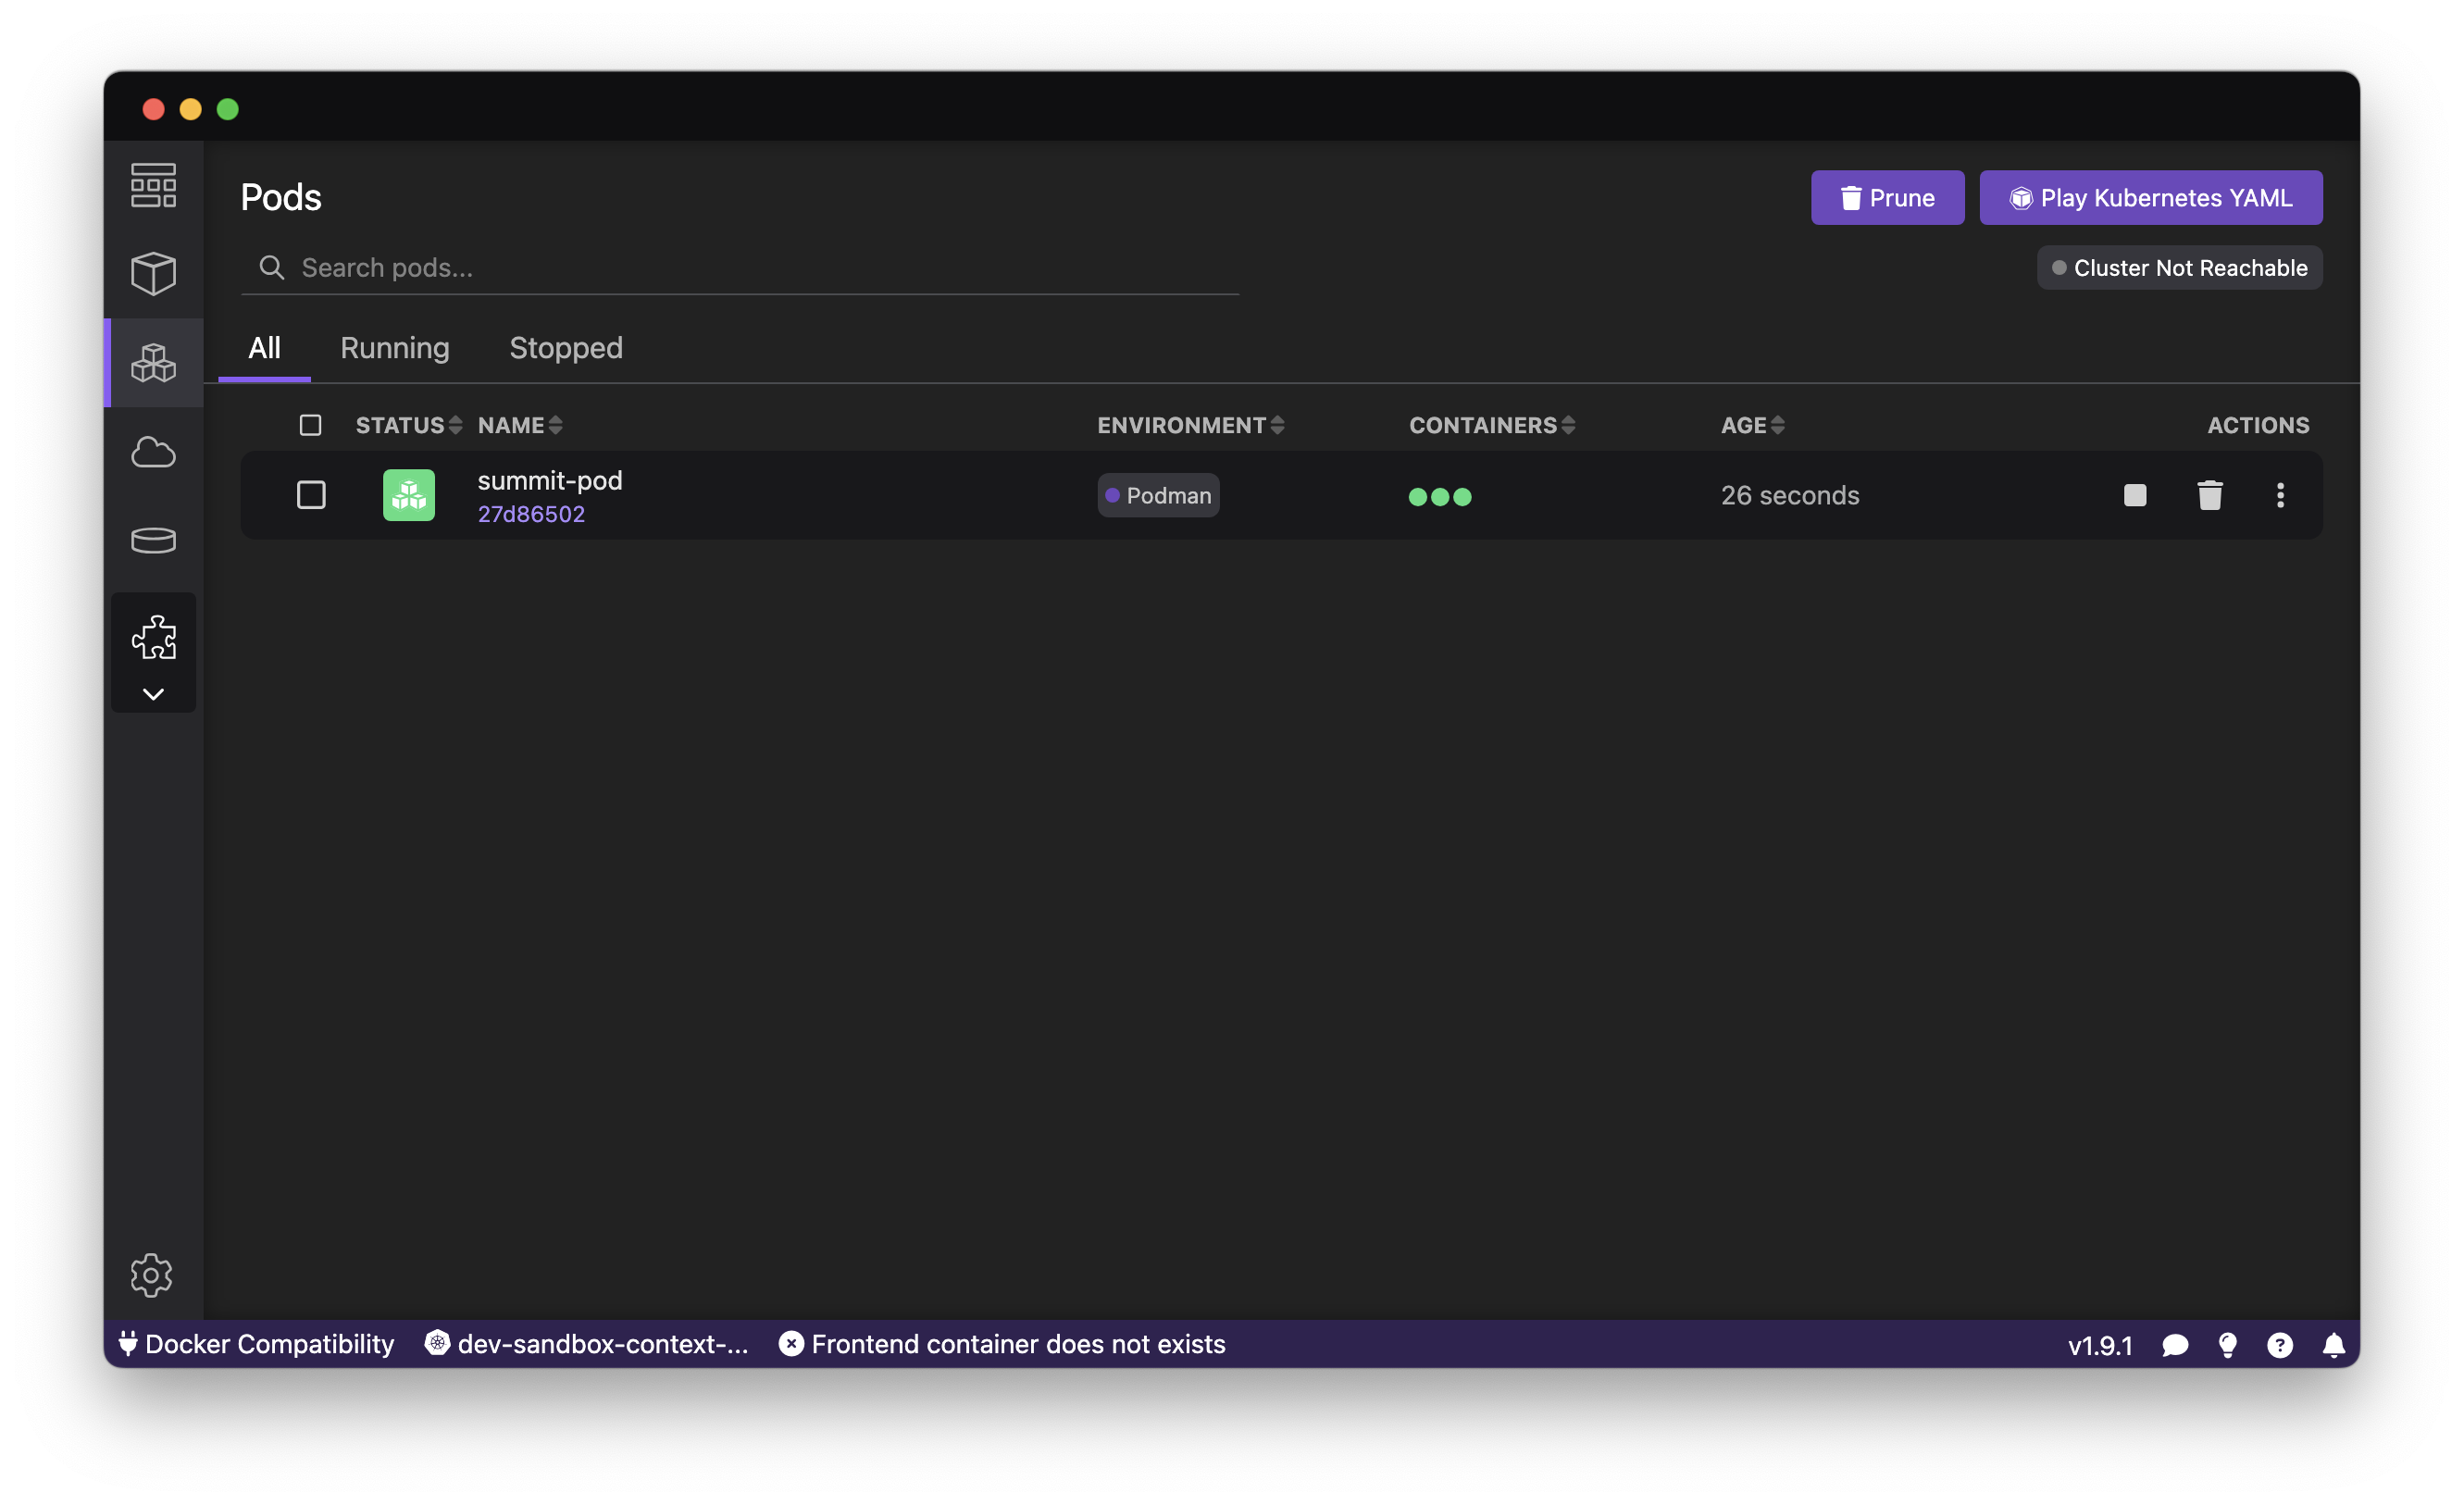 Pods
Prune
Play Kubernetes YAML
Search pods...
Cluster Not Reachable
All Running Stopped
STATUS NAME ENVIRONMENT CONTAINERS AGE ACTIONS
summit-pod
27d86502
Podman
26 seconds
Docker Compatibility dev-sandbox-context-... Frontend container does not exists v1.9.1